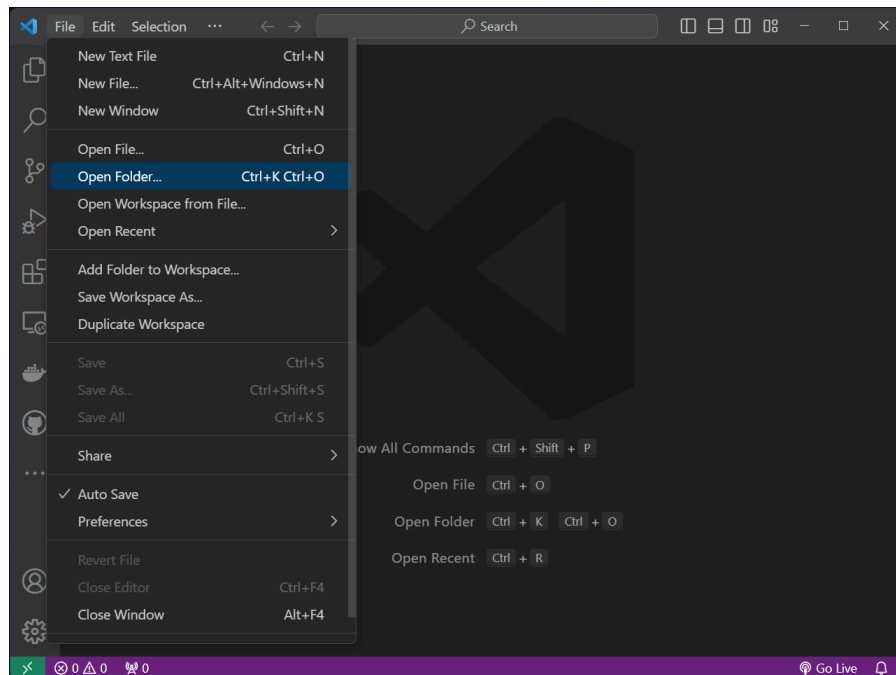 File Edit Selection ··· Search
New Text File Ctrl+N
New File... Ctrl+Alt+Windows+N
New Window Ctrl+Shift+N
Open File... Ctrl+O
Open Folder... Ctrl+K Ctrl+O
Open Workspace from File...
Open Recent
Add Folder to Workspace...
Save Workspace As...
Duplicate Workspace
Save Ctrl+S
Save As... Ctrl+Shift+S
Save All Ctrl+K S
Share
Auto Save
Preferences
Revert File
Close Editor Ctrl+F4
Close Window Alt+F4
ow All Commands Ctrl + Shift + P
Open File Ctrl + O
Open Folder Ctrl + K Ctrl + O
Open Recent Ctrl + R
0 0 0 Go Live